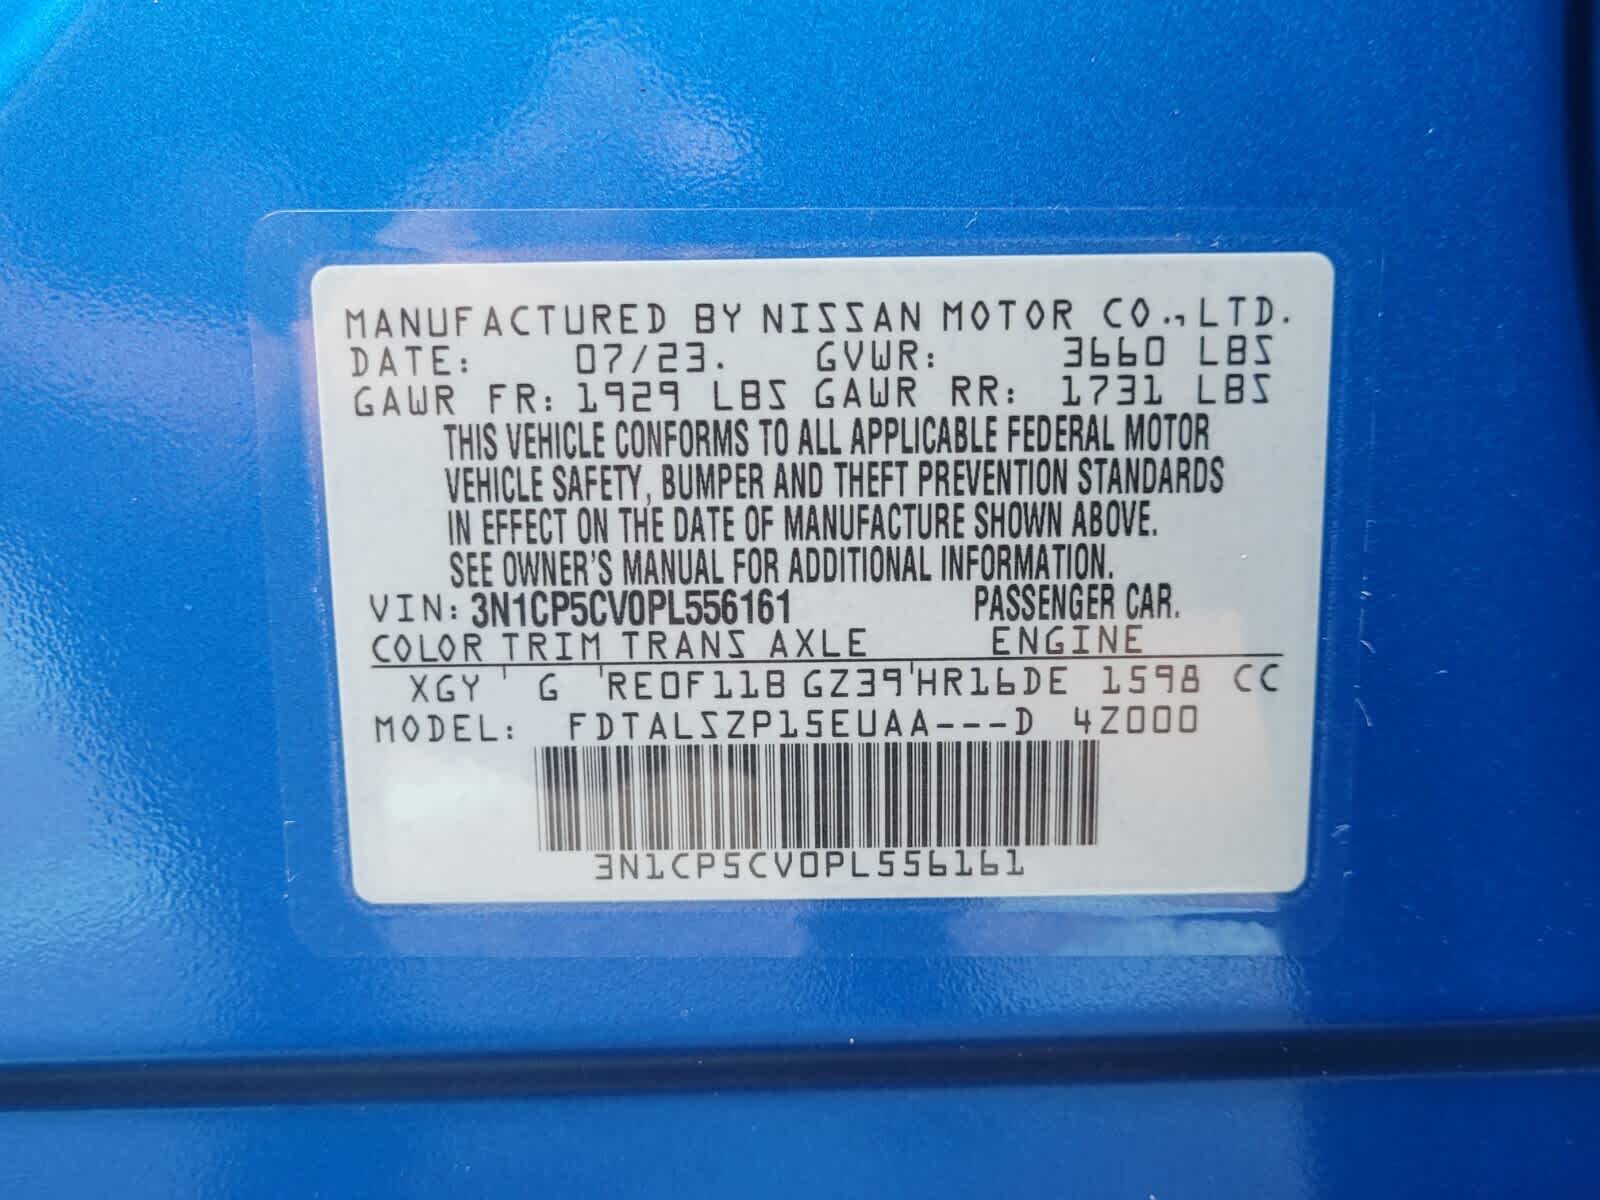 MANUFACTURED BY NISSAN MOTOR CO., LTD.
DATE: 07/23. GVWR: 3660 LBS
GAWR FR: 1929 LBS GAWR RR: 1731 LBS
THIS VEHICLE CONFORMS TO ALL APPLICABLE FEDERAL MOTOR
VEHICLE SAFETY, BUMPER AND THEFT PREVENTION STANDARDS
IN EFFECT ON THE DATE OF MANUFACTURE SHOWN ABOVE.
SEE OWNER'S MANUAL FOR ADDITIONAL INFORMATION.
VIN: 3N1CP5CV0PL556161 PASSENGER CAR.
COLOR TRIM TRANS AXLE ENGINE
XGY ' G 'RE0F11B GZ39'HR16DE 1598 CC
MODEL: FDTALSZP15EUAA---D 4Z000
3N1CP5CV0PL556161